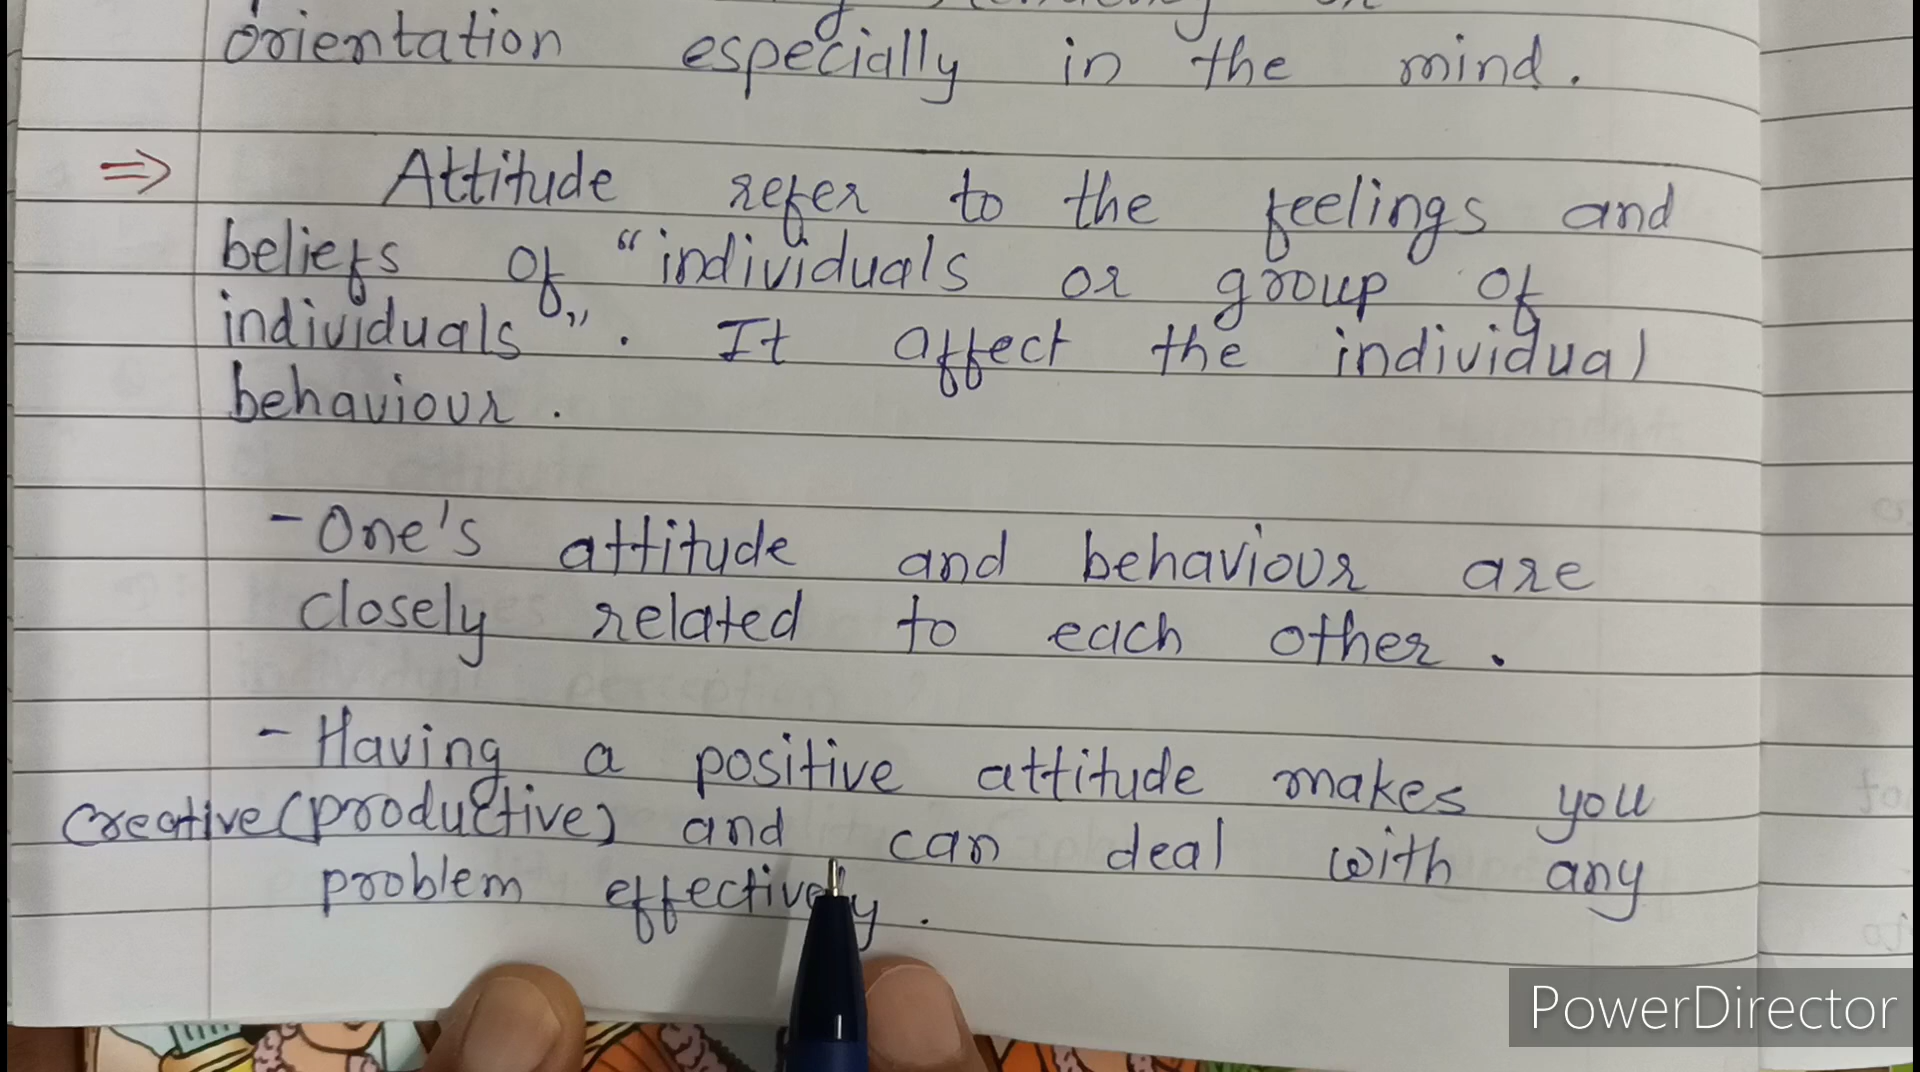 orientation especially in the mind.
⇒ Attitude refer to the feelings and
beliefs of "individuals or group of
individuals". It affect the individual
behaviour.
- One's attitude and behaviour are
closely related to each other.
- Having a positive attitude makes you
creative (productive) and can deal with any
problem effectively.
PowerDirector